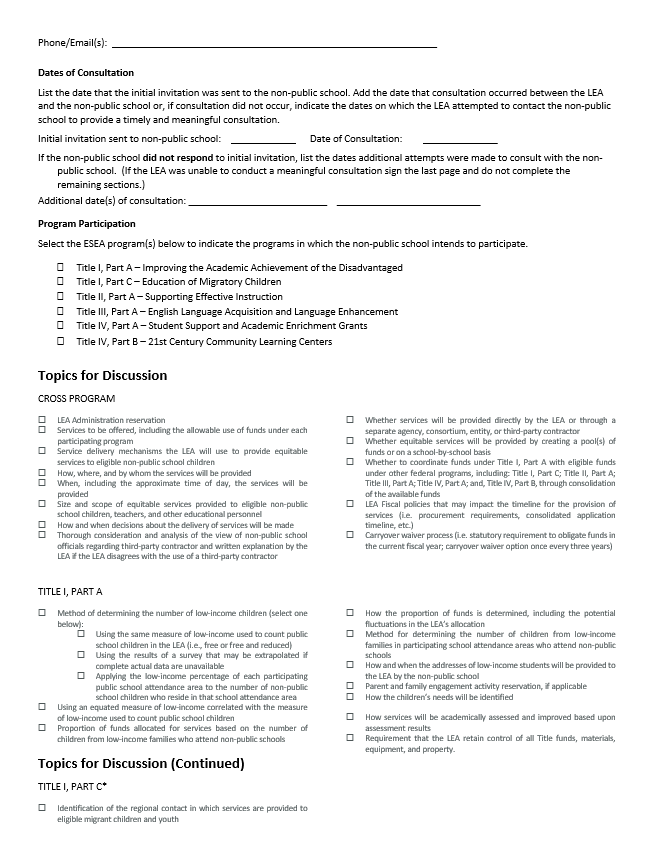 Phone/Email(s):
Dates of Consultation
List the date that the initial invitation was sent to the non-public school. Add the date that consultation occurred between the LEA
and the non-public school or, if consultation did not occur, indicate the dates on which the LEA attempted to contact the non-public
school to provide a timely and meaningful consultation.
Initial invitation sent to non-public school: Date of Consultation:
If the non-public school did not respond to initial invitation, list the dates additional attempts were made to consult with the non-
public school. (If the LEA was unable to conduct a meaningful consultation sign the last page and do not complete the
remaining sections.)
Additional date(s) of consultation:
Program Participation
Select the ESEA program(s) below to indicate the programs in which the non-public school intends to participate.
☐ Title I, Part A – Improving the Academic Achievement of the Disadvantaged
☐ Title I, Part C – Education of Migratory Children
☐ Title II, Part A – Supporting Effective Instruction
☐ Title III, Part A – English Language Acquisition and Language Enhancement
☐ Title IV, Part A – Student Support and Academic Enrichment Grants
☐ Title IV, Part B – 21st Century Community Learning Centers
Topics for Discussion
CROSS PROGRAM
☐ LEA Administration reservation
☐ Services to be offered, including the allowable use of funds under each
participating program
☐ Service delivery mechanisms the LEA will use to provide equitable
services to eligible non-public school children
☐ How, where, and by whom the services will be provided
☐ When, including the approximate time of day, the services will be
provided
☐ Size and scope of equitable services provided to eligible non-public
school children, teachers, and other educational personnel
☐ How and when decisions about the delivery of services will be made
☐ Thorough consideration and analysis of the view of non-public school
officials regarding third-party contractor and written explanation by the
LEA if the LEA disagrees with the use of a third-party contractor
☐ Whether services will be provided directly by the LEA or through a
separate agency, consortium, entity, or third-party contractor
☐ Whether equitable services will be provided by creating a pool(s) of
funds or on a school-by-school basis
☐ Whether to coordinate funds under Title I, Part A with eligible funds
under other federal programs, including: Title I, Part C; Title II, Part A;
Title III, Part A; Title IV, Part A; and, Title IV, Part B, through consolidation
of the available funds
☐ LEA Fiscal policies that may impact the timeline for the provision of
services (i.e. procurement requirements, consolidated application
timeline, etc.)
☐ Carryover waiver process (i.e. statutory requirement to obligate funds in
the current fiscal year; carryover waiver option once every three years)
TITLE I, PART A
☐ Method of determining the number of low-income children (select one
below):
☐ Using the same measure of low-income used to count public
school children in the LEA (i.e., free or free and reduced)
☐ Using the results of a survey that may be extrapolated if
complete actual data are unavailable
☐ Applying the low-income percentage of each participating
public school attendance area to the number of non-public
school children who reside in that school attendance area
☐ Using an equated measure of low-income correlated with the measure
of low-income used to count public school children
☐ Proportion of funds allocated for services based on the number of
children from low-income families who attend non-public schools
☐ How the proportion of funds is determined, including the potential
fluctuations in the LEA's allocation
☐ Method for determining the number of children from low-income
families in participating school attendance areas who attend non-public
schools
☐ How and when the addresses of low-income students will be provided to
the LEA by the non-public school
☐ Parent and family engagement activity reservation, if applicable
☐ How the children's needs will be identified
☐ How services will be academically assessed and improved based upon
assessment results
☐ Requirement that the LEA retain control of all Title funds, materials,
equipment, and property.
Topics for Discussion (Continued)
TITLE I, PART C*
☐ Identification of the regional contact in which services are provided to
eligible migrant children and youth